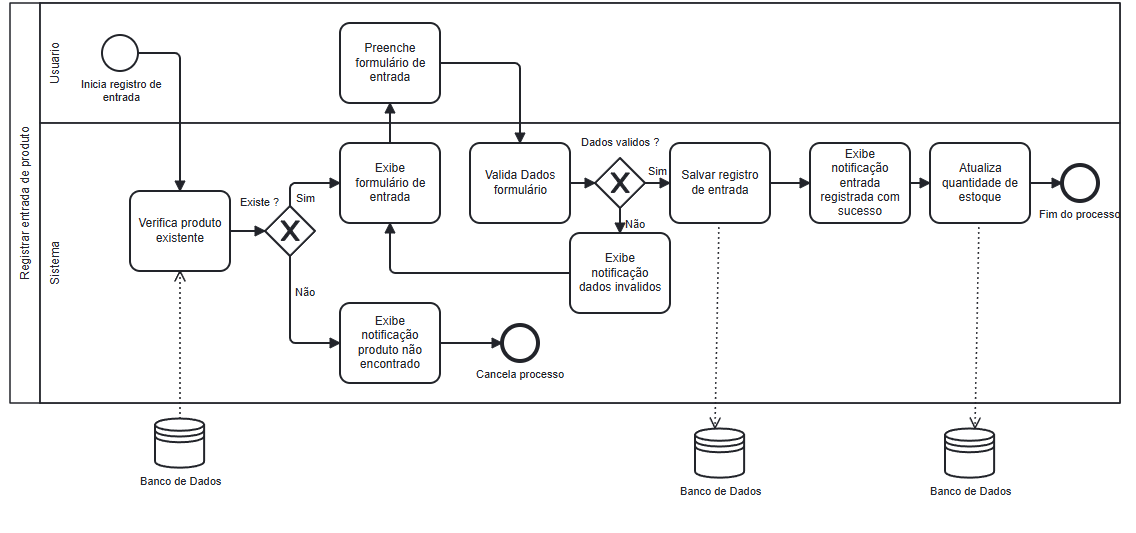 Registrar entrada de produto
Usuario
Inicia registro de
entrada
Preenche
formulário de
entrada
Sistema
Verifica produto
existente
Existe ?
Sim
Não
Exibe
formulário de
entrada
Valida Dados
formulário
Dados validos ?
Sim
Não
Salvar registro
de entrada
Exibe
notificação
entrada
registrada com
sucesso
Atualiza
quantidade de
estoque
Fim do processo
Exibe
notificação
dados invalidos
Exibe
notificação
produto não
encontrado
Cancela processo
Banco de Dados
Banco de Dados
Banco de Dados